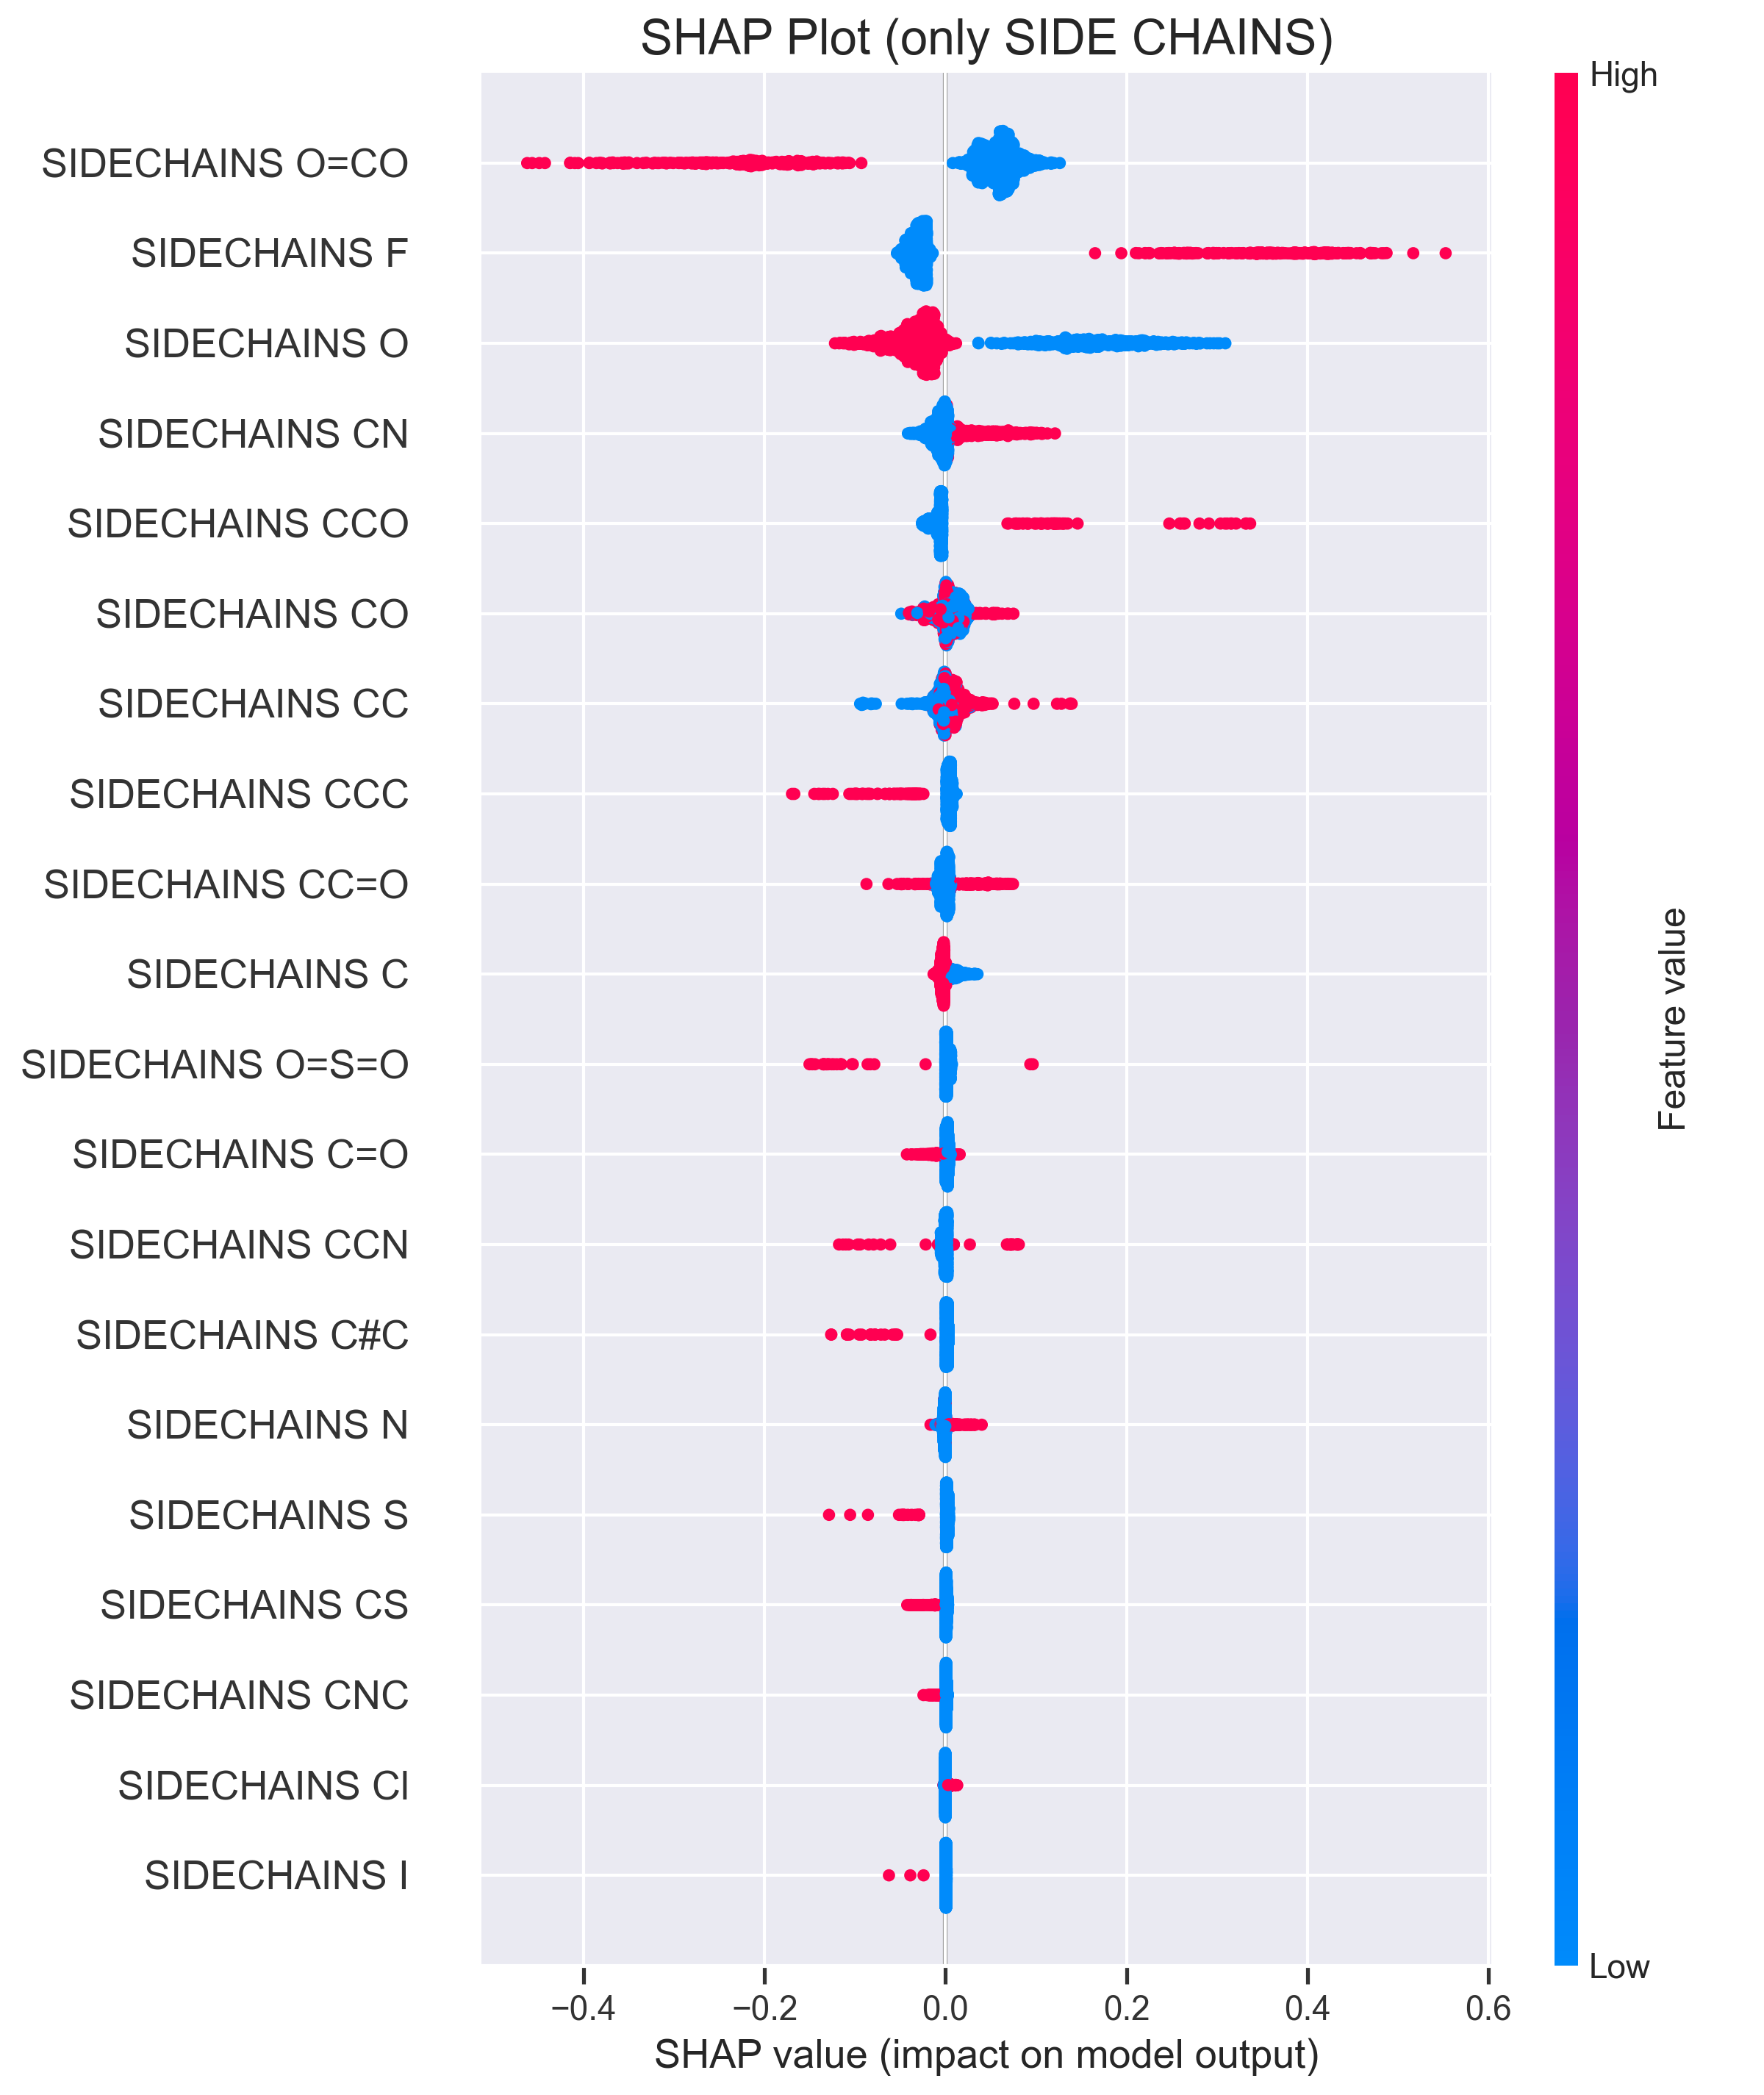 SHAP Plot (only SIDE CHAINS)
High
SIDECHAINS O=CO
SIDECHAINS F
SIDECHAINS O
SIDECHAINS CN
SIDECHAINS CCO
SIDECHAINS CO
SIDECHAINS CC
SIDECHAINS CCC
SIDECHAINS CC=O
SIDECHAINS C
SIDECHAINS O=S=O
SIDECHAINS C=O
SIDECHAINS CCN
SIDECHAINS C#C
SIDECHAINS N
SIDECHAINS S
SIDECHAINS CS
SIDECHAINS CNC
SIDECHAINS Cl
SIDECHAINS I
Feature value
Low
−0.4 −0.2 0.0 0.2 0.4 0.6
SHAP value (impact on model output)